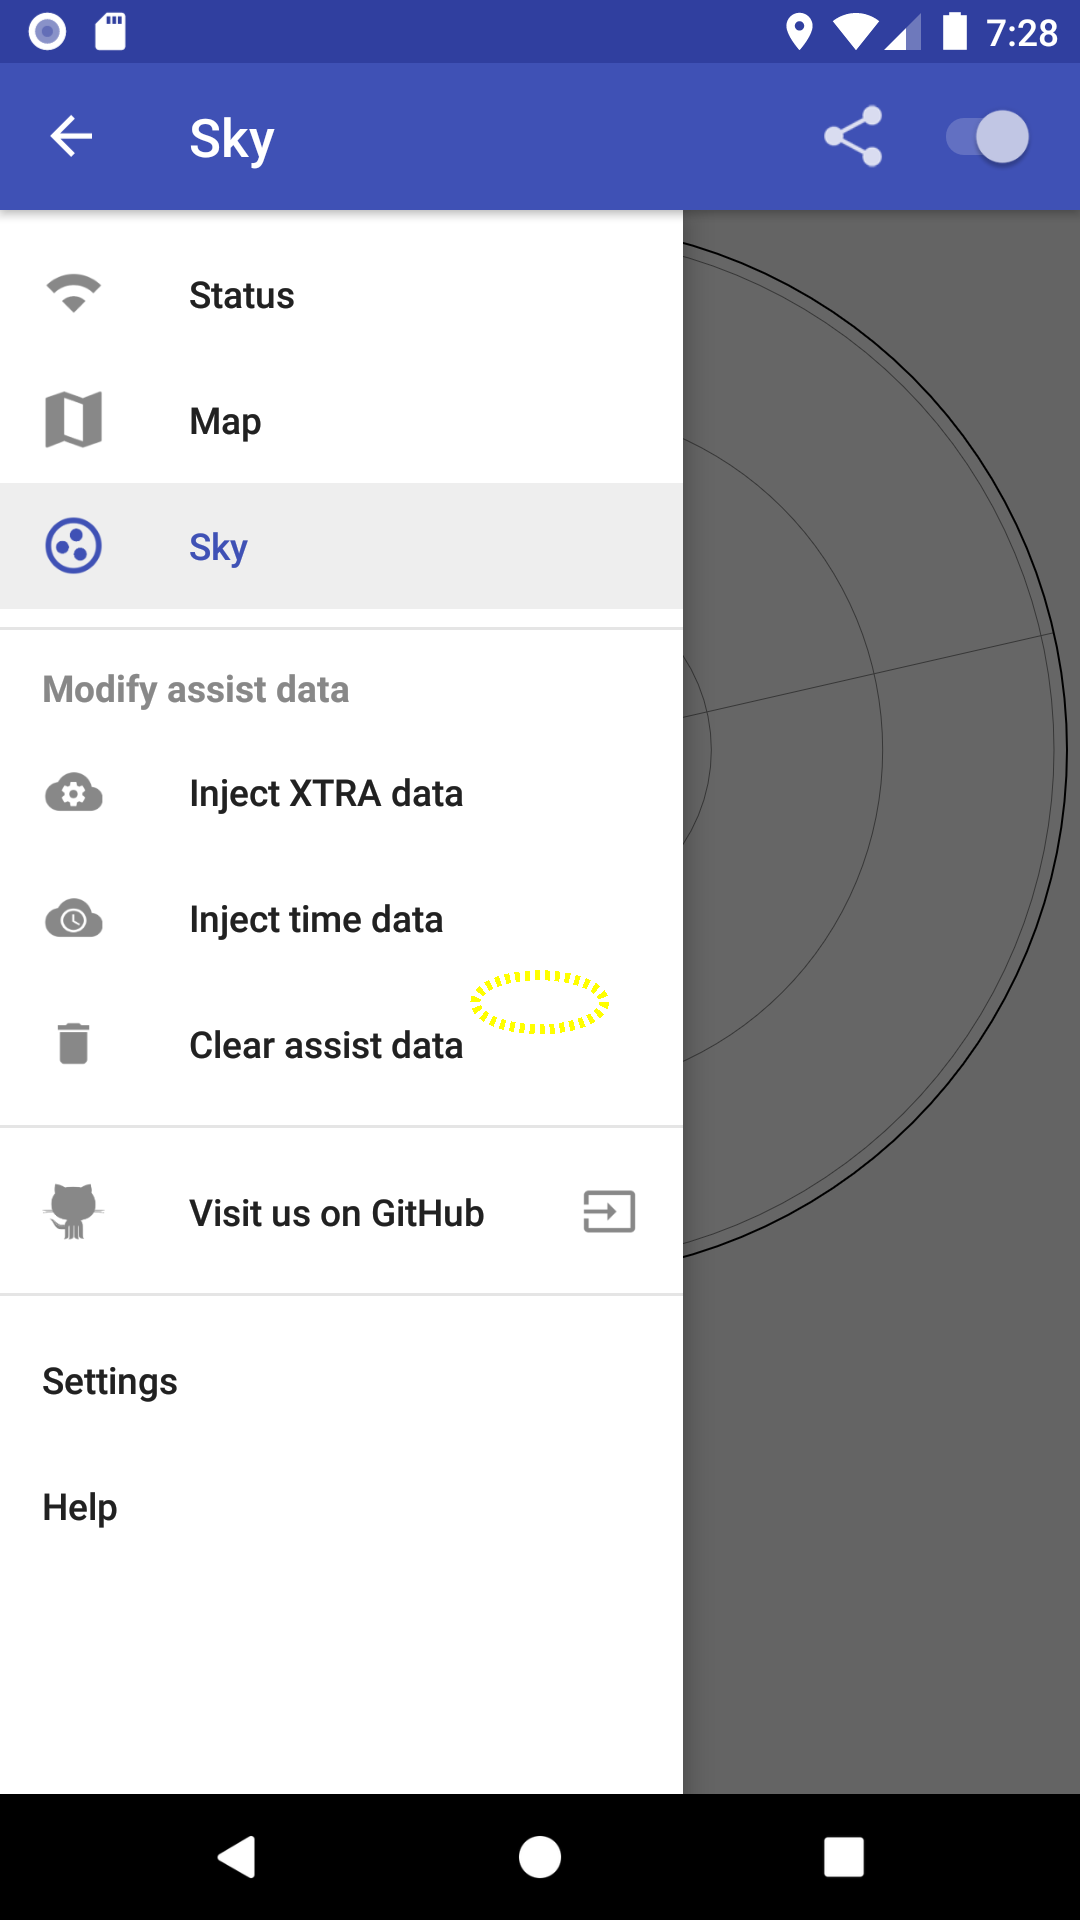 7:28
Sky
Status
Map
Sky
Modify assist data
Inject XTRA data
Inject time data
Clear assist data
Visit us on GitHub
Settings
Help